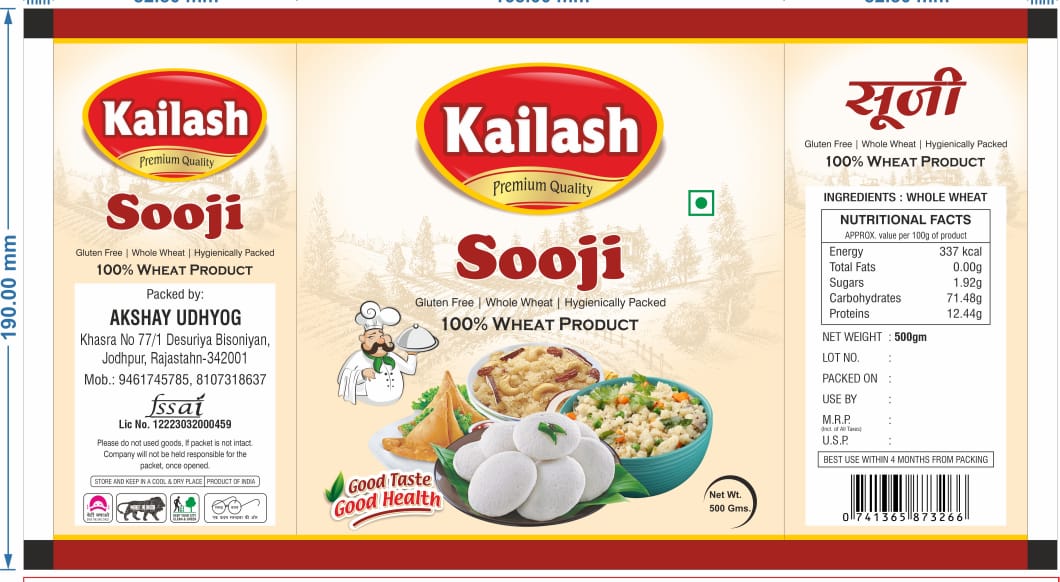 190.00 mm
Kailash
Premium Quality
Sooji
Gluten Free | Whole Wheat | Hygienically Packed
100% WHEAT PRODUCT
Packed by:
AKSHAY UDHYOG
Khasra No 77/1 Desuriya Bisoniyan,
Jodhpur, Rajastahn-342001
Mob.: 9461745785, 8107318637
fssai
Lic No. 12223032000459
Please do not used goods, If packet is not intact.
Company will not be held responsible for the
packet, once opened.
STORE AND KEEP IN A COOL & DRY PLACE | PRODUCT OF INDIA
Kailash
Premium Quality
Sooji
Gluten Free | Whole Wheat | Hygienically Packed
100% WHEAT PRODUCT
Good Taste
Good Health
Net Wt.
500 Gms.
सूजी
Gluten Free | Whole Wheat | Hygienically Packed
100% WHEAT PRODUCT
INGREDIENTS : WHOLE WHEAT
NUTRITIONAL FACTS
APPROX. value per 100g of product
Energy 337 kcal
Total Fats 0.00g
Sugars 1.92g
Carbohydrates 71.48g
Proteins 12.44g
NET WEIGHT : 500gm
LOT NO. :
PACKED ON :
USE BY :
M.R.P. :
(Incl. of All Taxes)
U.S.P. :
BEST USE WITHIN 4 MONTHS FROM PACKING
0 741365 873266